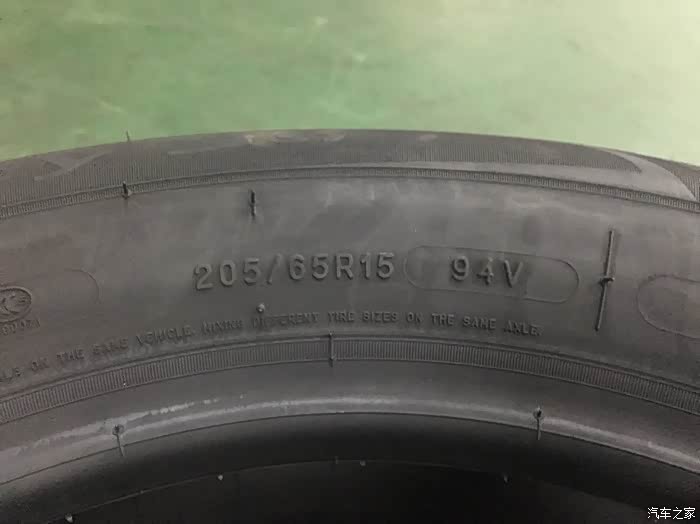 205/65R15 94V
ON THE SAME VEHICLE. MIXING DIFFERENT TIRE SIZES ON THE SAME AXLE.
汽车之家